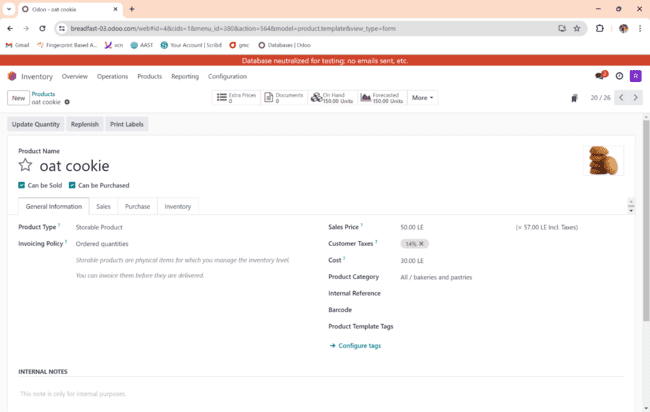 Odoo - oat cookie
breadfast-03.odoo.com/web#id=4&cids=1&menu_id=380&action=564&model=product.template&view_type=form
Gmail Fingerprint Based A... vcn AAST Your Account | Scribd gmc Databases | Odoo
Database neutralized for testing: no emails sent, etc.
Inventory Overview Operations Products Reporting Configuration
2
R
New
Products
oat cookie
Extra Prices
0
Documents
0
On Hand
150.00 Units
Forecasted
150.00 Units
More
20 / 26
Update Quantity Replenish Print Labels
Product Name
oat cookie
Can be Sold Can be Purchased
General Information Sales Purchase Inventory
Product Type ? Storable Product
Invoicing Policy ? Ordered quantities
Storable products are physical items for which you manage the inventory level.
You can invoice them before they are delivered.
Sales Price ? 50.00 LE (= 57.00 LE Incl. Taxes)
Customer Taxes ? 14% ×
Cost ? 30.00 LE
Product Category All / bakeries and pastries
Internal Reference
Barcode
Product Template Tags
→ Configure tags
INTERNAL NOTES
This note is only for internal purposes.